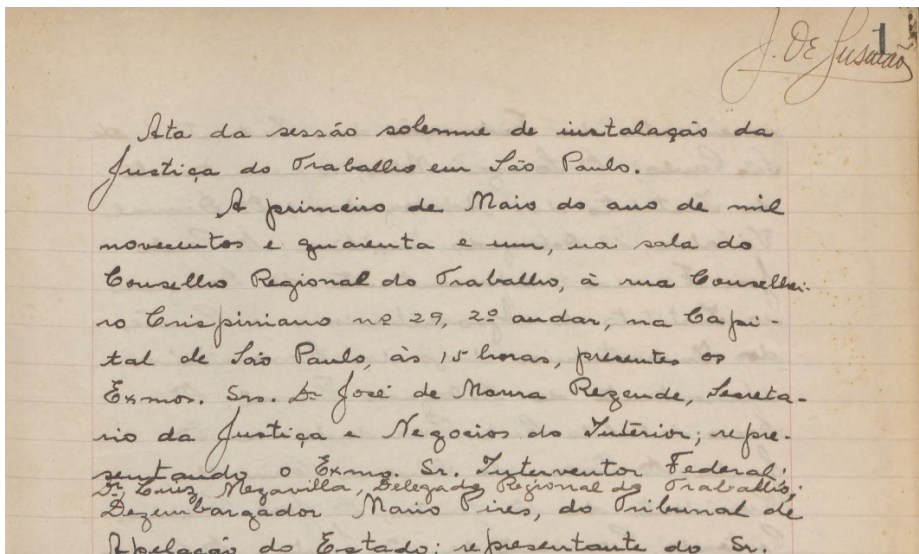 1
J. DE
Ata da sessão solemne de instalação da
Justiça do Trabalho em São Paulo.
A primeiro de Maio do ano de mil
novecentos e quarenta e um, na sala do
Conselho Regional do Trabalho, à rua Conselhei-
ro Crispiniano nº 29, 2º andar, na Capi-
tal de São Paulo, às 15 horas, presentes os
Exmos. Srs. Dr José de Moura Rezende, Secreta-
rio da Justiça e Negocios do Interior; repre-
sentando o Exmo. Sr. Interventor Federal;
Dr. Luiz Mezavilla, Delegado Regional do Trabalho;
Dezembargador Mario Pires, do Tribunal de
Apelação do Estado; representante do Sr.